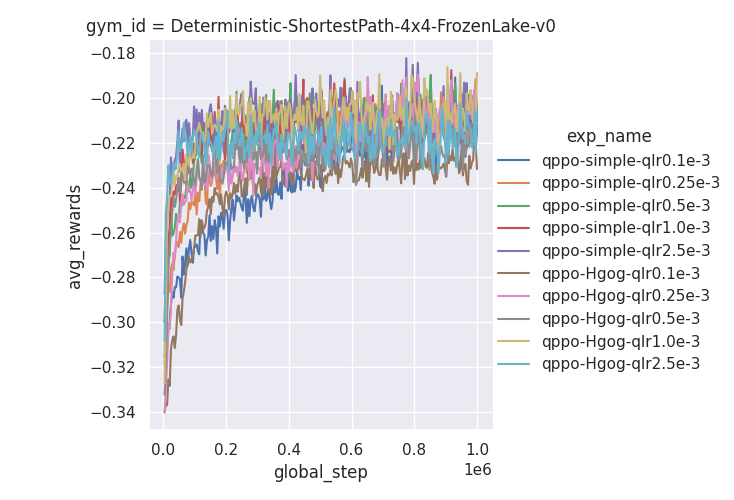 gym_id = Deterministic-ShortestPath-4x4-FrozenLake-v0
−0.18
−0.20
−0.22
−0.24
−0.26
−0.28
−0.30
−0.32
−0.34
avg_rewards
0.0 0.2 0.4 0.6 0.8 1.0
1e6
global_step
exp_name
qppo-simple-qlr0.1e-3
qppo-simple-qlr0.25e-3
qppo-simple-qlr0.5e-3
qppo-simple-qlr1.0e-3
qppo-simple-qlr2.5e-3
qppo-Hgog-qlr0.1e-3
qppo-Hgog-qlr0.25e-3
qppo-Hgog-qlr0.5e-3
qppo-Hgog-qlr1.0e-3
qppo-Hgog-qlr2.5e-3